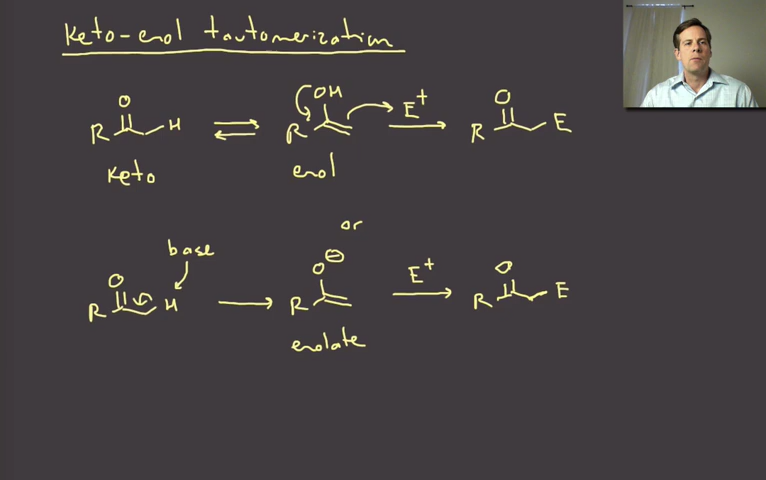 Keto-enol tautomerization
O OH E+ O
R H R R E
keto enol
or
base
O O⊖ E+ O
R H R R E
enolate